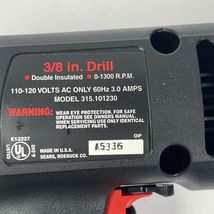 3/8 in. Drill
• Double Insulated • 0-1300 R.P.M.
110-120 VOLTS AC ONLY 60Hz 3.0 AMPS
MODEL 315.101230
WARNING: WEAR EYE PROTECTION. FOR SAFE
OPERATION SEE OWNERS MANUAL.
WHEN SERVICING USE ONLY IDENTICAL
REPLACEMENT PARTS.
E13227
OP
A5336
MADE IN U.S.A.
SEARS, ROEBUCK CO.